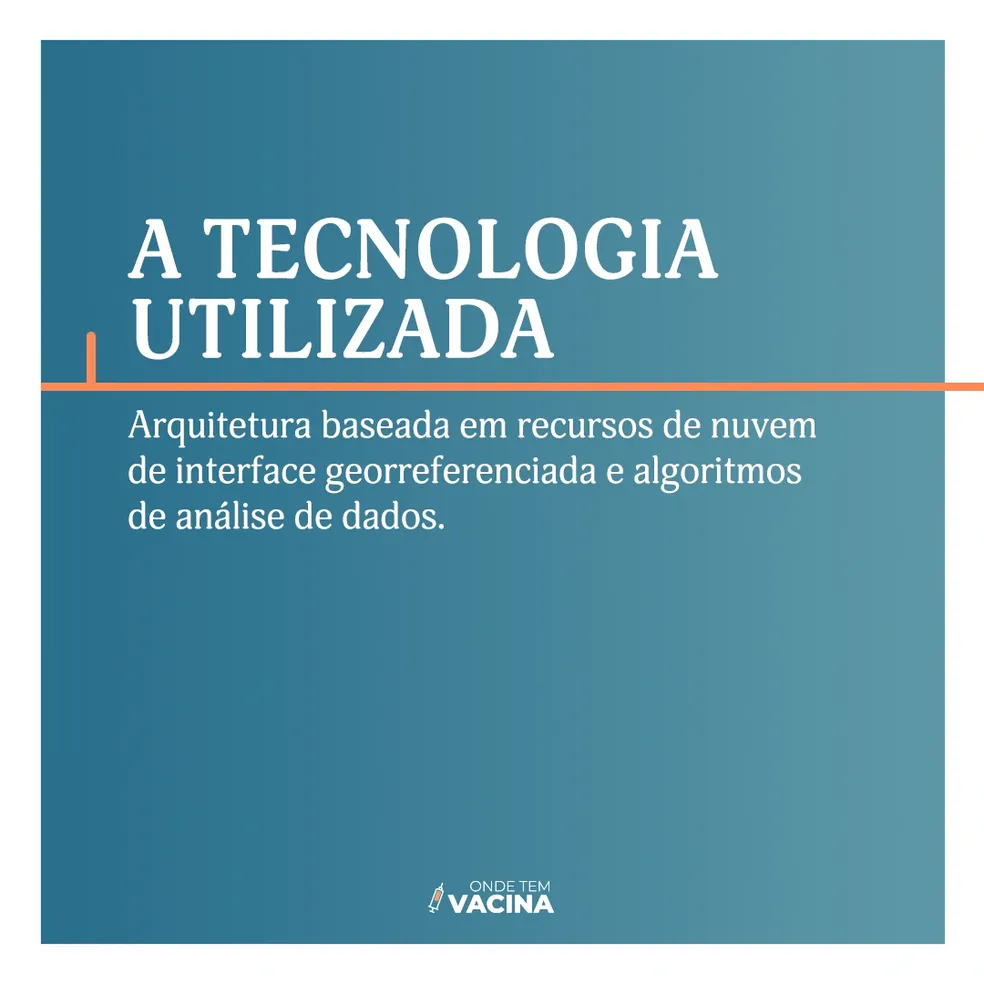 A TECNOLOGIA
UTILIZADA
Arquitetura baseada em recursos de nuvem
de interface georreferenciada e algoritmos
de análise de dados.
ONDE TEM
VACINA